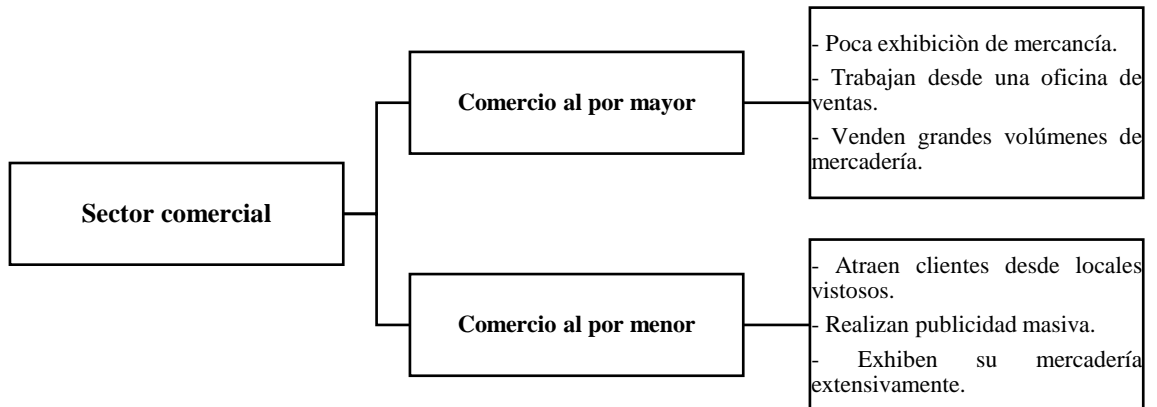 Sector comercial
Comercio al por mayor
- Poca exhibiciòn de mercancía.
- Trabajan desde una oficina de
ventas.
- Venden grandes volúmenes de
mercadería.
Comercio al por menor
- Atraen clientes desde locales
vistosos.
- Realizan publicidad masiva.
- Exhiben su mercadería
extensivamente.